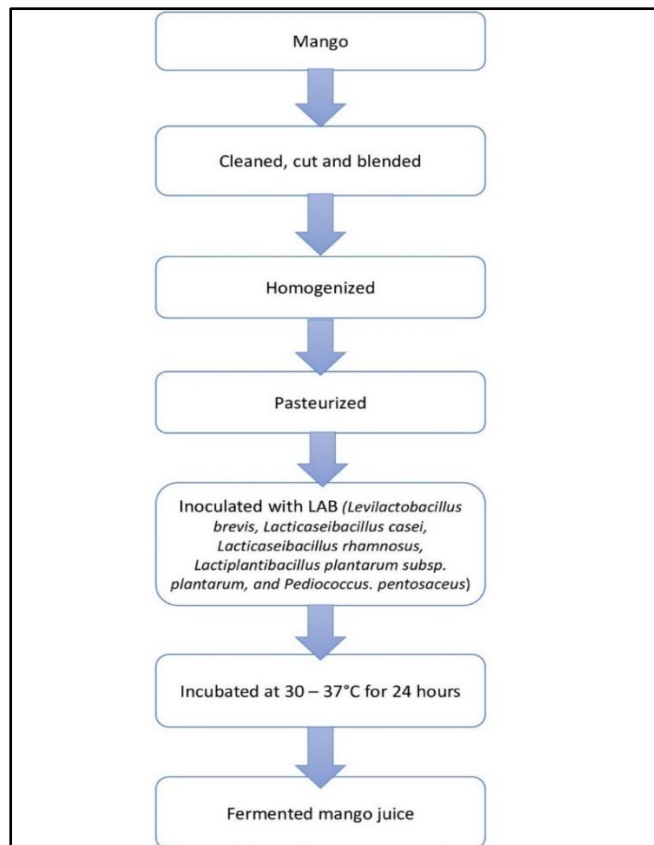 Mango
Cleaned, cut and blended
Homogenized
Pasteurized
Inoculated with LAB (Levilactobacillus
brevis, Lacticaseibacillus casei,
Lacticaseibacillus rhamnosus,
Lactiplantibacillus plantarum subsp.
plantarum, and Pediococcus. pentosaceus)
Incubated at 30 – 37°C for 24 hours
Fermented mango juice